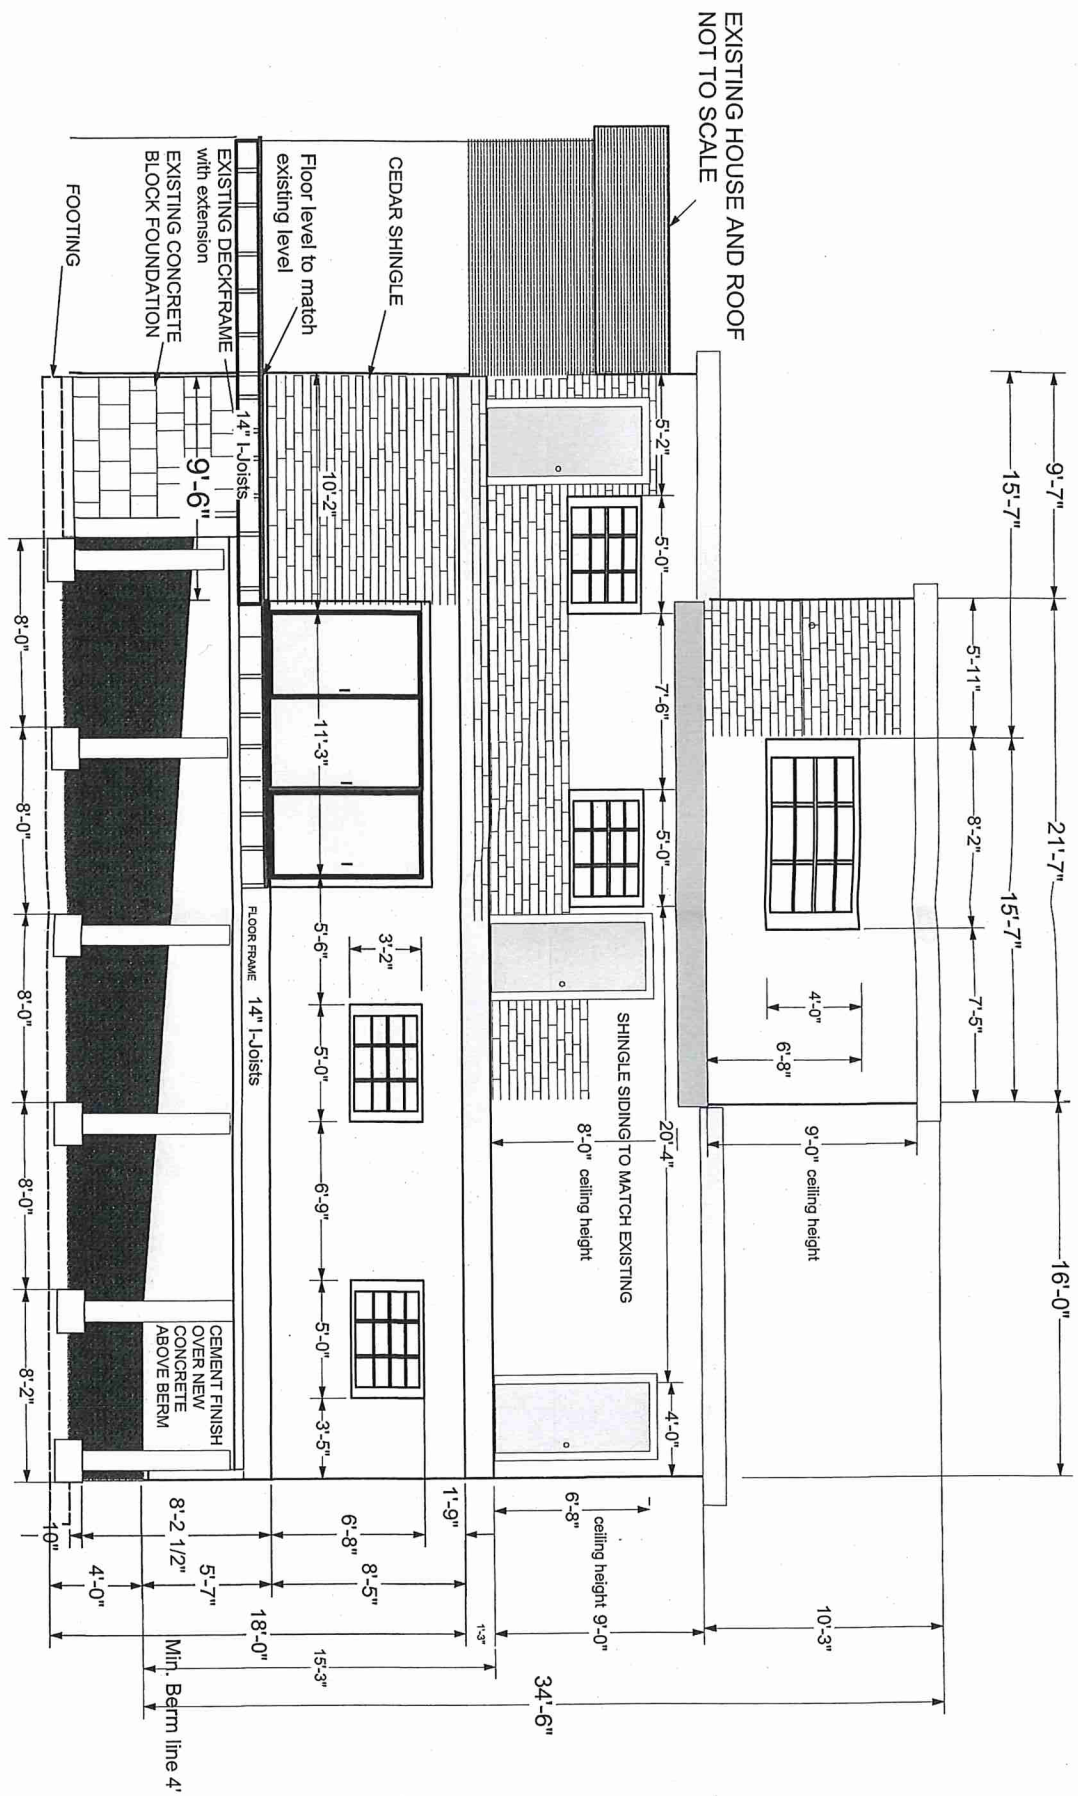 EXISTING HOUSE AND ROOF
NOT TO SCALE
9'-7"
21'-7"
16'-0"
15'-7"
15'-7"
5'-11"
8'-2"
7'-5"
4'-0"
6'-8"
9'-0" ceiling height
10'-3"
34'-6"
5'-2"
5'-0"
7'-6"
5'-0"
20'-4"
4'-0"
SHINGLE SIDING TO MATCH EXISTING
8'-0" ceiling height
6'-8"
ceiling height 9'-0"
CEDAR SHINGLE
Floor level to match
existing level
10'-2"
11'-3"
5'-6"
3'-2"
5'-0"
6'-9"
5'-0"
3'-5"
1'-9"
1'-3"
6'-8"
8'-5"
15'-3"
18'-0"
EXISTING DECKFRAME
with extension
14" I-Joists
FLOOR FRAME 14" I-Joists
EXISTING CONCRETE
BLOCK FOUNDATION
9'-6"
CEMENT FINISH
OVER NEW
CONCRETE
ABOVE BERM
8'-2 1/2"
5'-7"
Min. Berm line 4'
FOOTING
10"
4'-0"
8'-0"
8'-0"
8'-0"
8'-0"
8'-2"